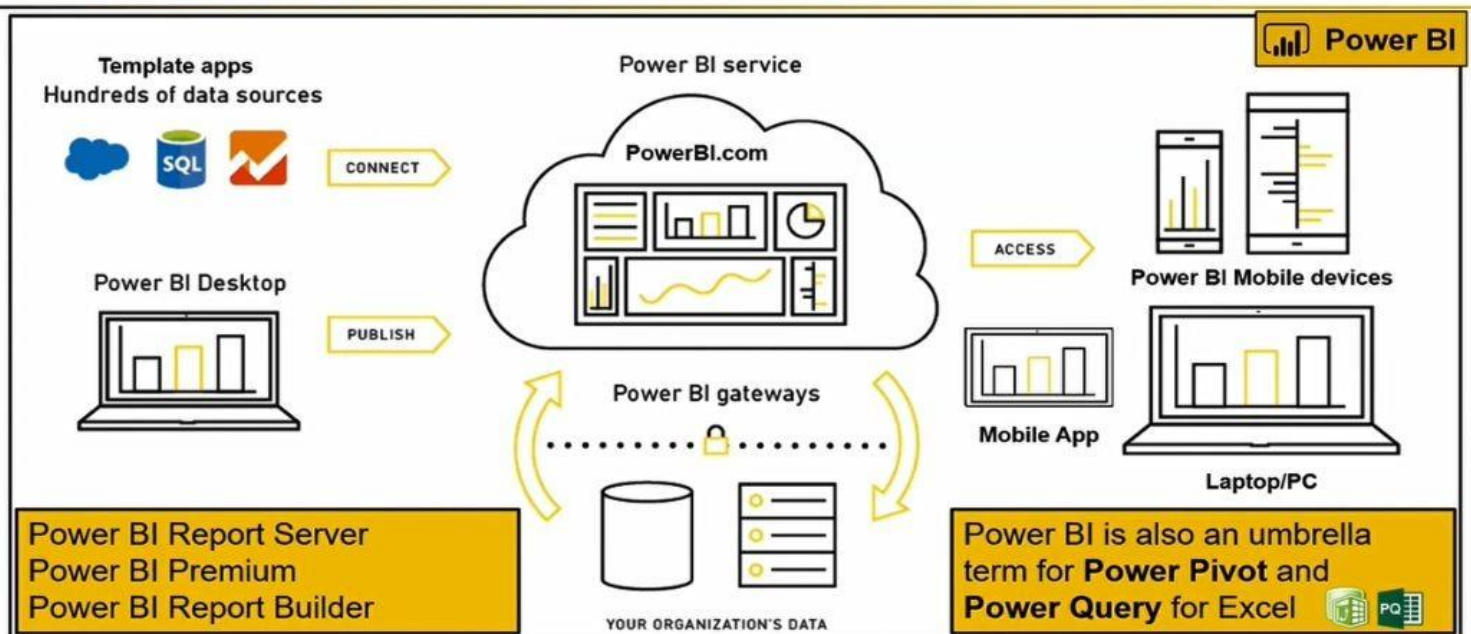 Power BI
Template apps
Hundreds of data sources
SQL
CONNECT
Power BI Desktop
PUBLISH
Power BI service
PowerBI.com
Power BI gateways
YOUR ORGANIZATION'S DATA
ACCESS
Power BI Mobile devices
Mobile App
Laptop/PC
Power BI Report Server
Power BI Premium
Power BI Report Builder
Power BI is also an umbrella
term for Power Pivot and
Power Query for Excel
PQ